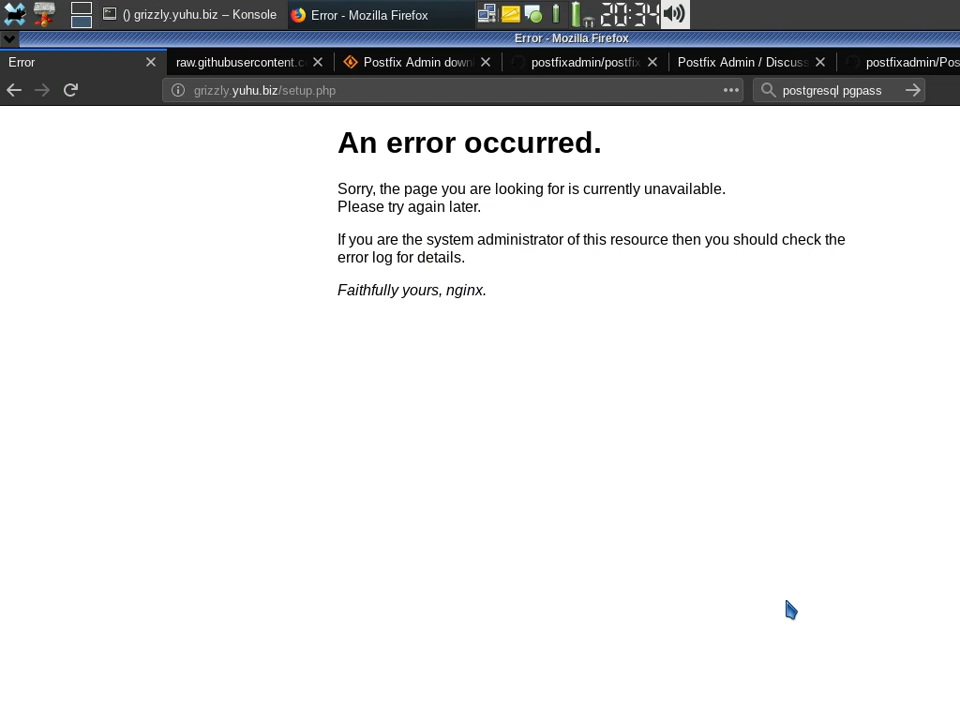 () grizzly.yuhu.biz – Konsole
Error - Mozilla Firefox
20:34
Error - Mozilla Firefox
Error
raw.githubusercontent.c
Postfix Admin down
postfixadmin/postfix
Postfix Admin / Discuss
postfixadmin/Pos
grizzly.yuhu.biz/setup.php
postgresql pgpass
An error occurred.
Sorry, the page you are looking for is currently unavailable.
Please try again later.
If you are the system administrator of this resource then you should check the
error log for details.
Faithfully yours, nginx.